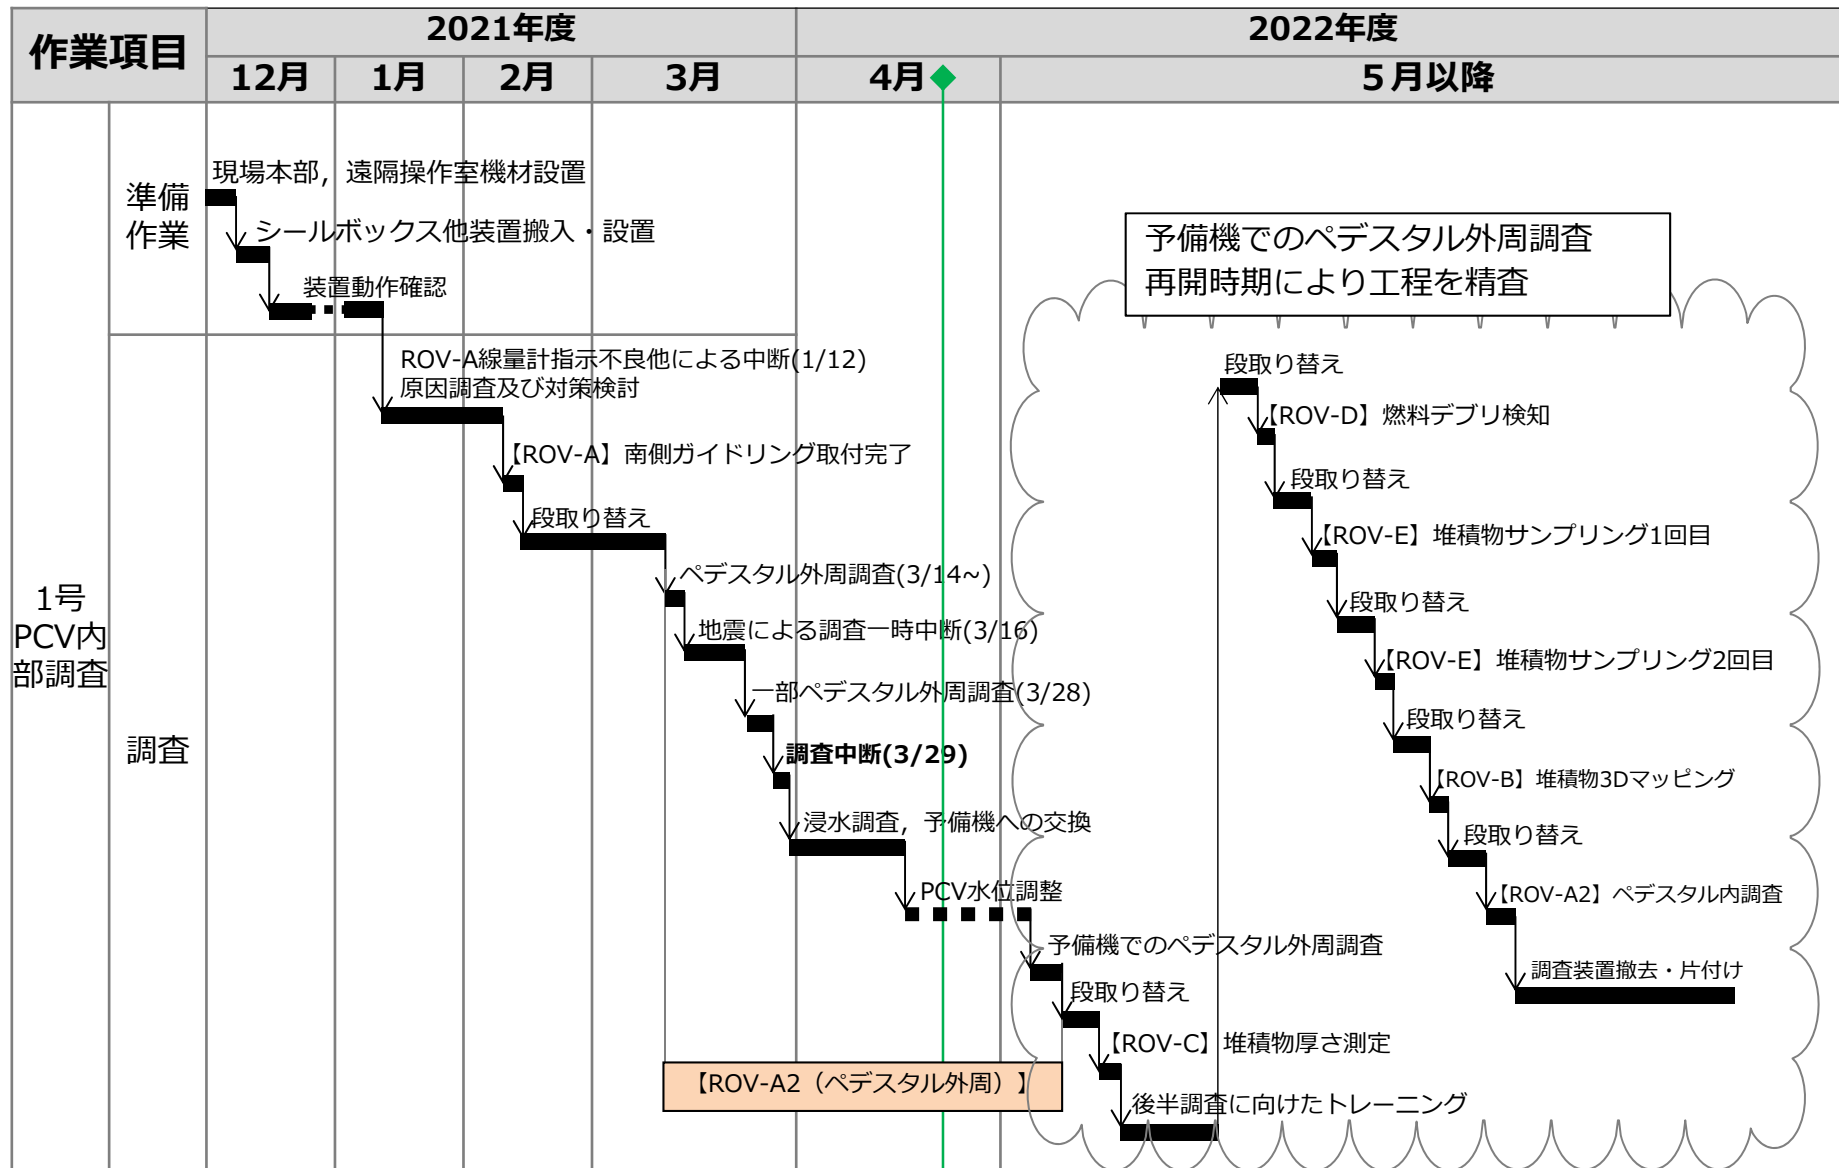 作業項目
2021年度
2022年度
12月
1月
2月
3月
4月
５月以降
1号
PCV内
部調査
準備
作業
現場本部，遠隔操作室機材設置
シールボックス他装置搬入・設置
装置動作確認
調査
ROV-A線量計指示不良他による中断(1/12)
原因調査及び対策検討
【ROV-A】南側ガイドリング取付完了
段取り替え
ペデスタル外周調査(3/14~)
地震による調査一時中断(3/16)
一部ペデスタル外周調査(3/28)
調査中断(3/29)
浸水調査，予備機への交換
PCV水位調整
予備機でのペデスタル外周調査
段取り替え
【ROV-C】堆積物厚さ測定
後半調査に向けたトレーニング
【ROV-A2（ペデスタル外周）】
予備機でのペデスタル外周調査
再開時期により工程を精査
段取り替え
【ROV-D】燃料デブリ検知
段取り替え
【ROV-E】堆積物サンプリング1回目
段取り替え
【ROV-E】堆積物サンプリング2回目
段取り替え
【ROV-B】堆積物3Dマッピング
段取り替え
【ROV-A2】ペデスタル内調査
調査装置撤去・片付け